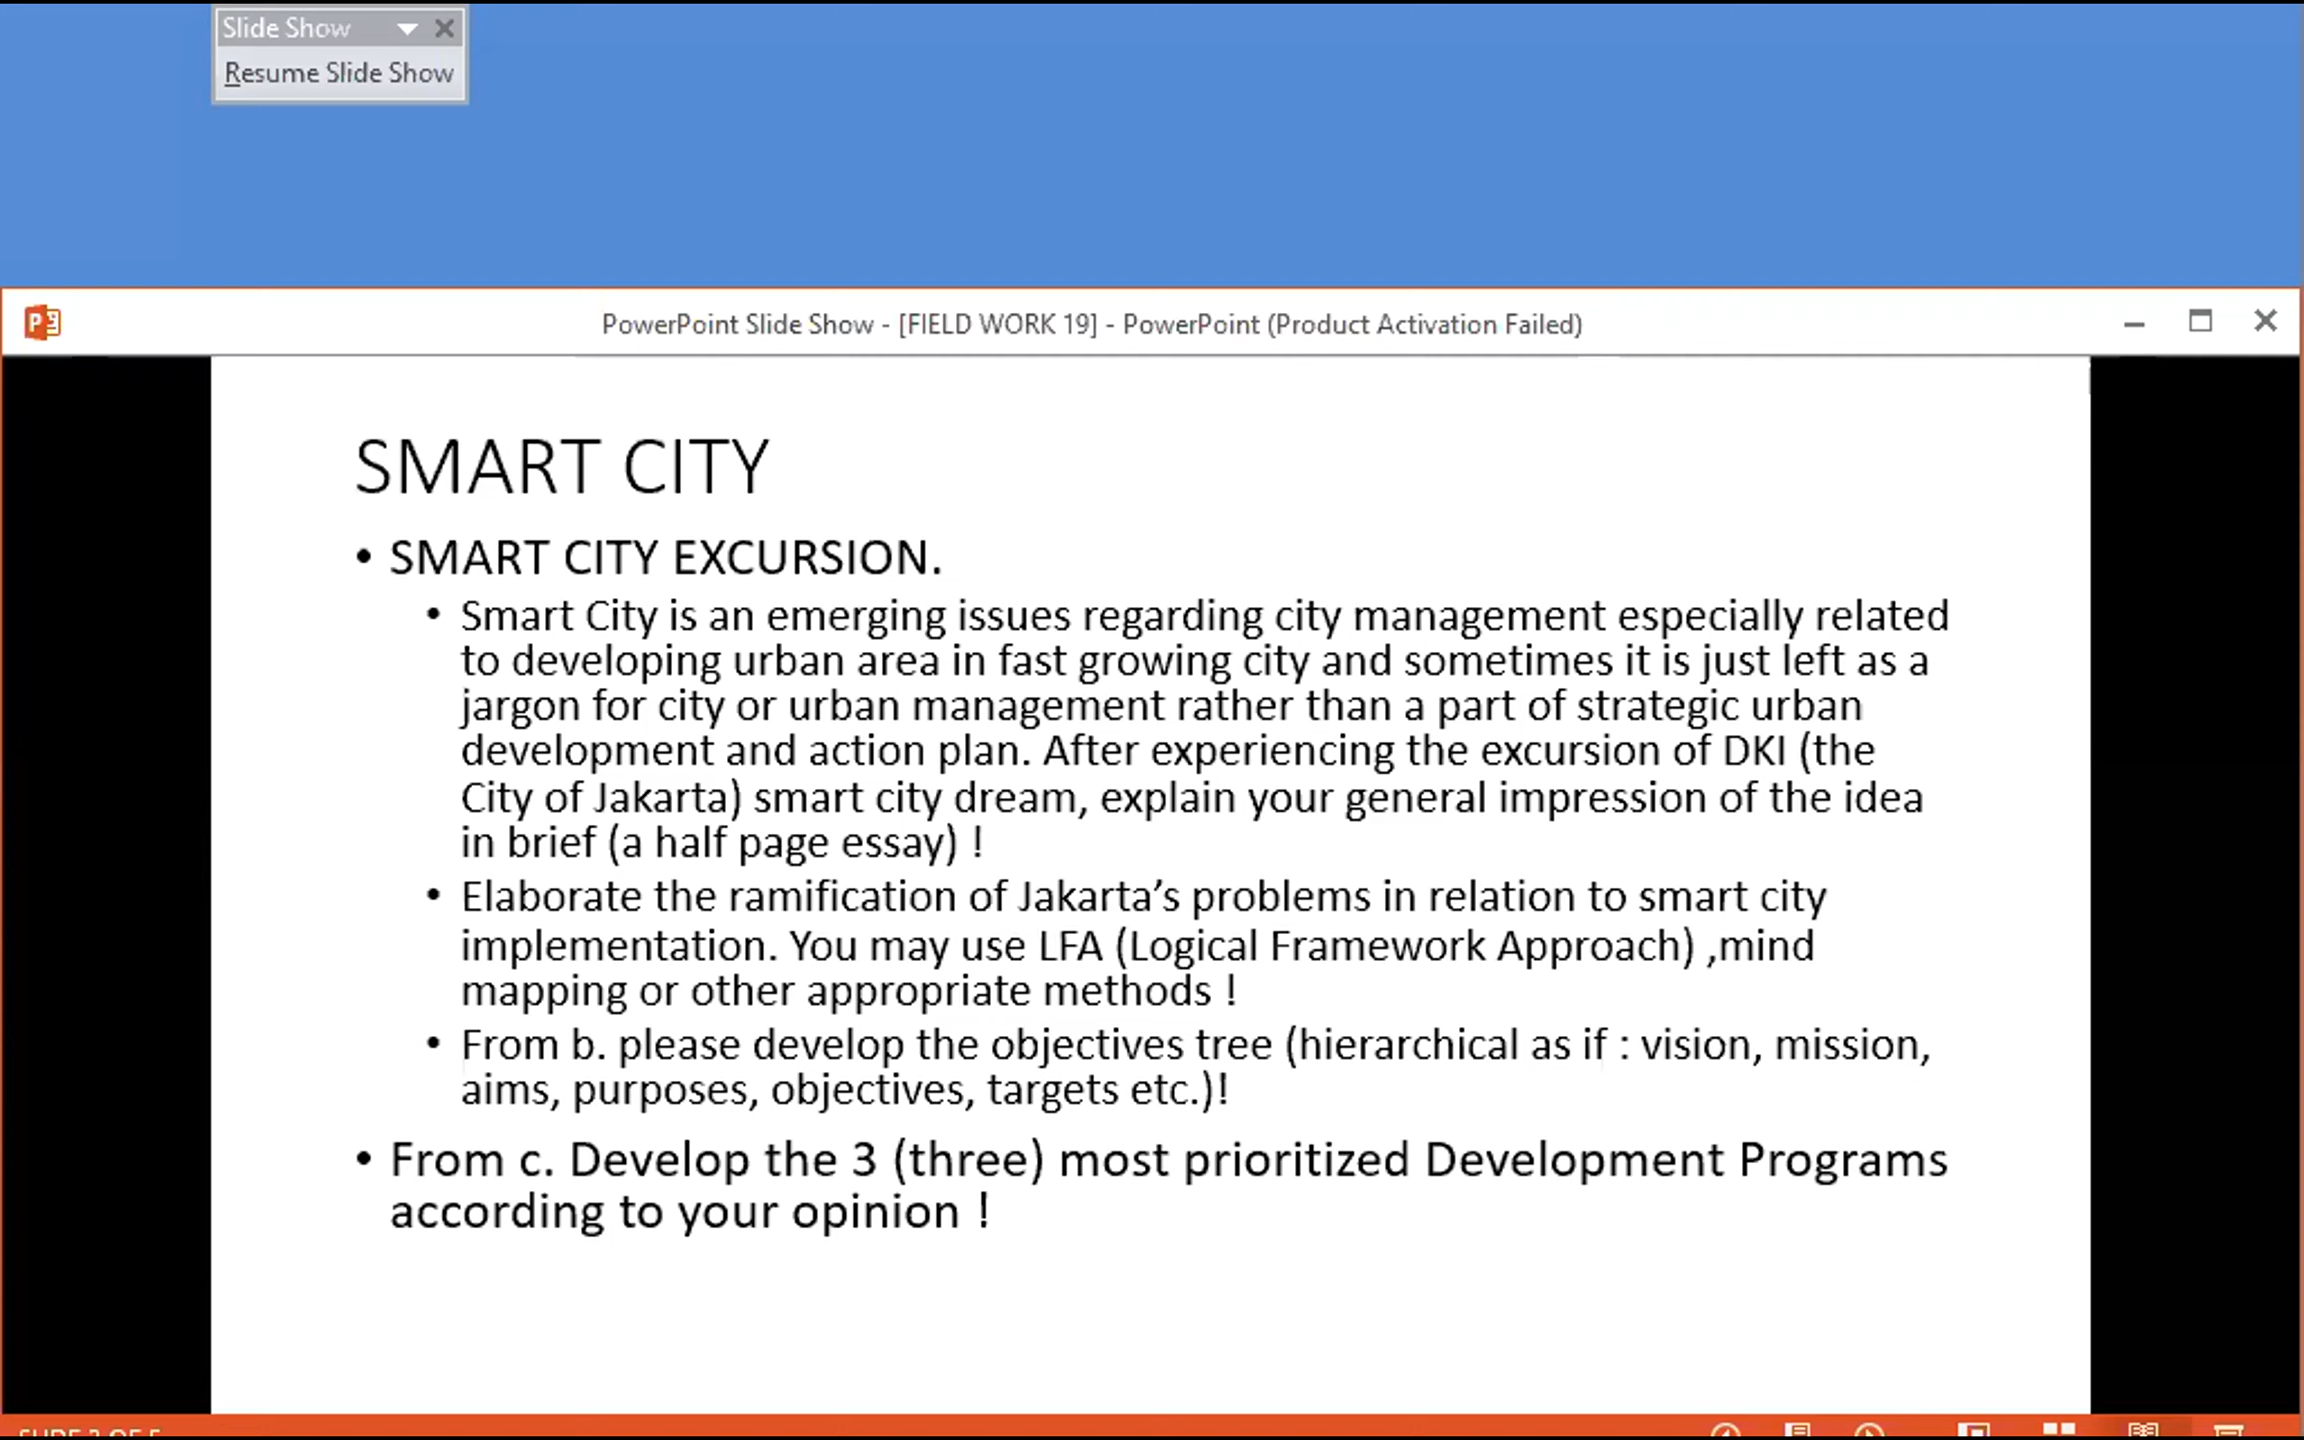 Slide Show
Resume Slide Show
PowerPoint Slide Show - [FIELD WORK 19] - PowerPoint (Product Activation Failed)
SMART CITY
• SMART CITY EXCURSION.
• Smart City is an emerging issues regarding city management especially related
to developing urban area in fast growing city and sometimes it is just left as a
jargon for city or urban management rather than a part of strategic urban
development and action plan. After experiencing the excursion of DKI (the
City of Jakarta) smart city dream, explain your general impression of the idea
in brief (a half page essay) !
• Elaborate the ramification of Jakarta’s problems in relation to smart city
implementation. You may use LFA (Logical Framework Approach) ,mind
mapping or other appropriate methods !
• From b. please develop the objectives tree (hierarchical as if : vision, mission,
aims, purposes, objectives, targets etc.)!
• From c. Develop the 3 (three) most prioritized Development Programs
according to your opinion !